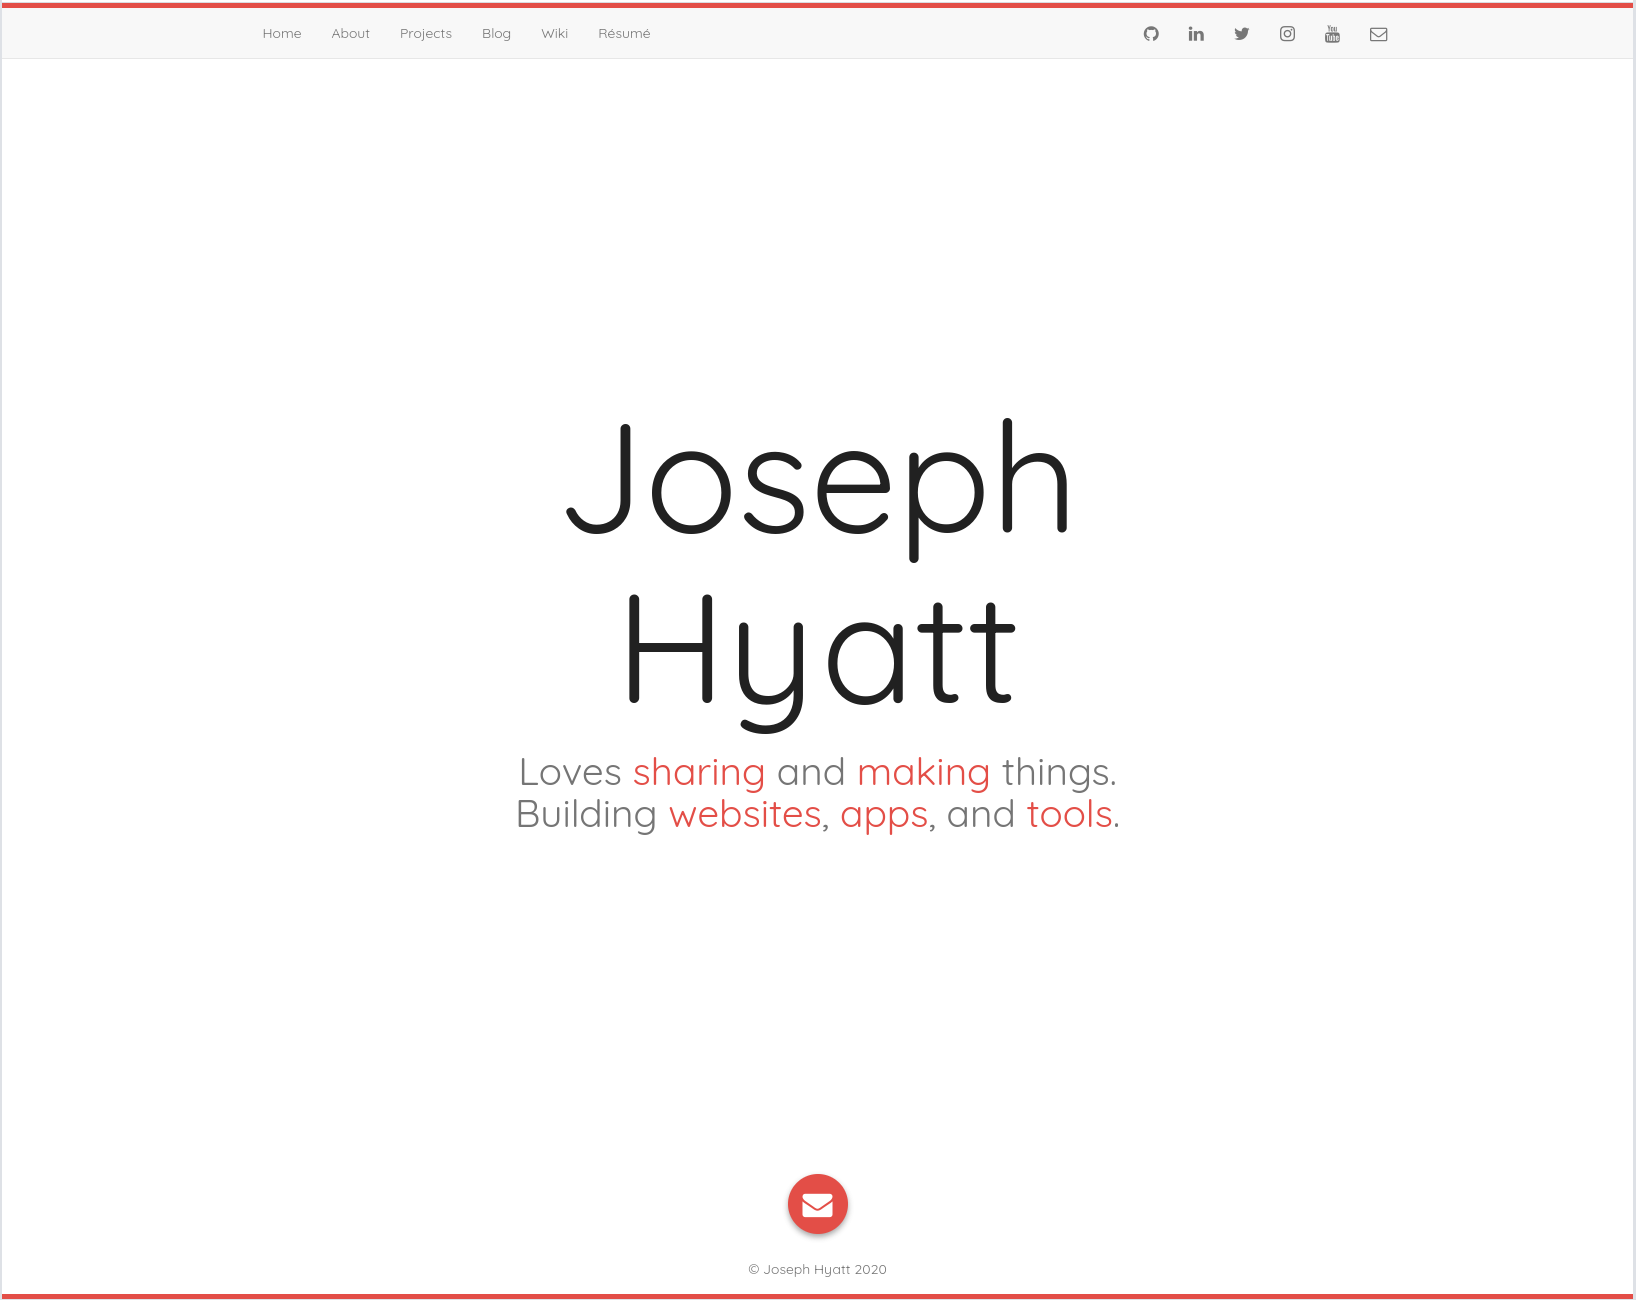 Home About Projects Blog Wiki Résumé
in You Tube
Joseph
Hyatt
Loves sharing and making things.
Building websites, apps, and tools.
© Joseph Hyatt 2020